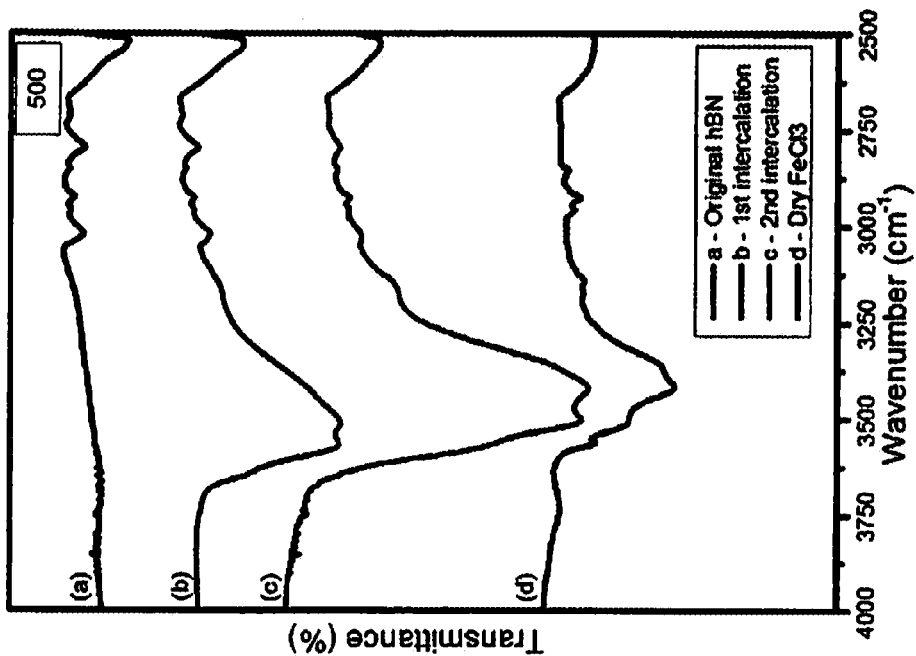 500
(a)
(b)
(c)
(d)
a - Original hBN
b - 1st intercalation
c - 2nd intercalation
d - Dry FeCl3
Transmittance (%)
4000 3750 3500 3250 3000 2750 2500
Wavenumber (cm⁻¹)